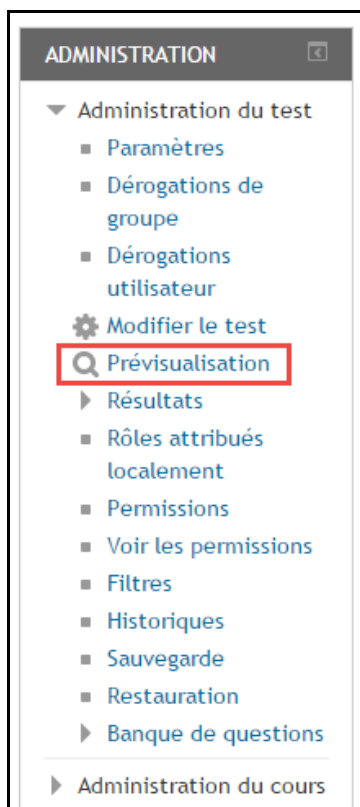 ADMINISTRATION
Administration du test
Paramètres
Dérogations de
groupe
Dérogations
utilisateur
Modifier le test
Prévisualisation
Résultats
Rôles attribués
localement
Permissions
Voir les permissions
Filtres
Historiques
Sauvegarde
Restauration
Banque de questions
Administration du cours